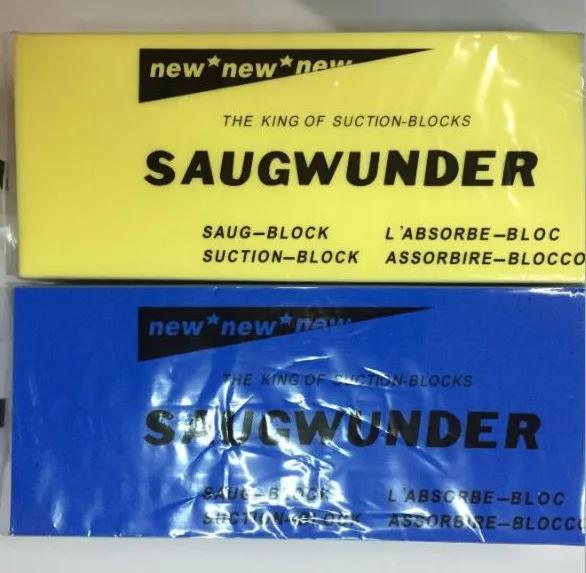 new*new*new
THE KING OF SUCTION-BLOCKS
SAUGWUNDER
SAUG–BLOCK L'ABSORBE–BLOC
SUCTION–BLOCK ASSORBIRE–BLOCCO
new*new*new
THE KING OF SUCTION-BLOCKS
SAUGWUNDER
SAUG–BLOCK L'ABSORBE–BLOC
SUCTION–BLOCK ASSORBIRE–BLOCCO